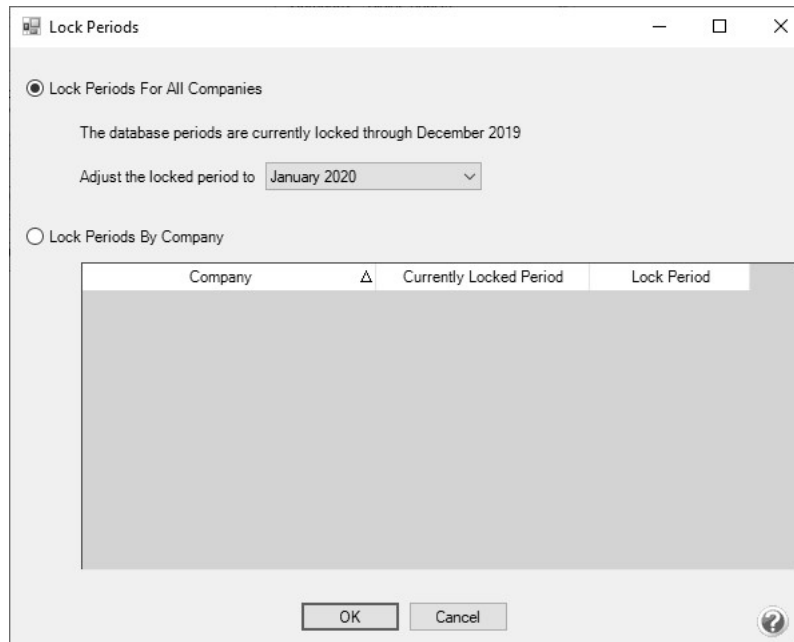 Lock Periods
Lock Periods For All Companies
The database periods are currently locked through December 2019
Adjust the locked period to January 2020
Lock Periods By Company
Company Currently Locked Period Lock Period
OK Cancel